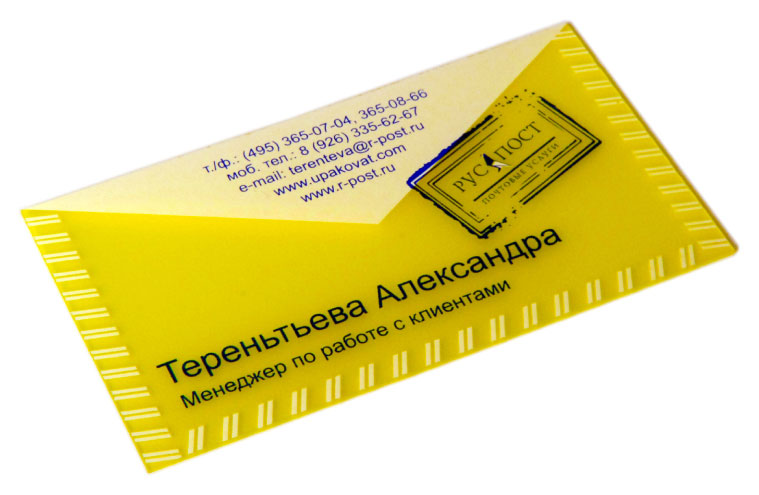 т./ф.: (495) 365-07-04, 365-08-66
моб. тел.: 8 (926) 335-62-67
e-mail: terenteva@r-post.ru
www.upakovat.com
www.r-post.ru
РУС ПОСТ
ПОЧТОВЫЕ УСЛУГИ
Тереньтьева Александра
Менеджер по работе с клиентами